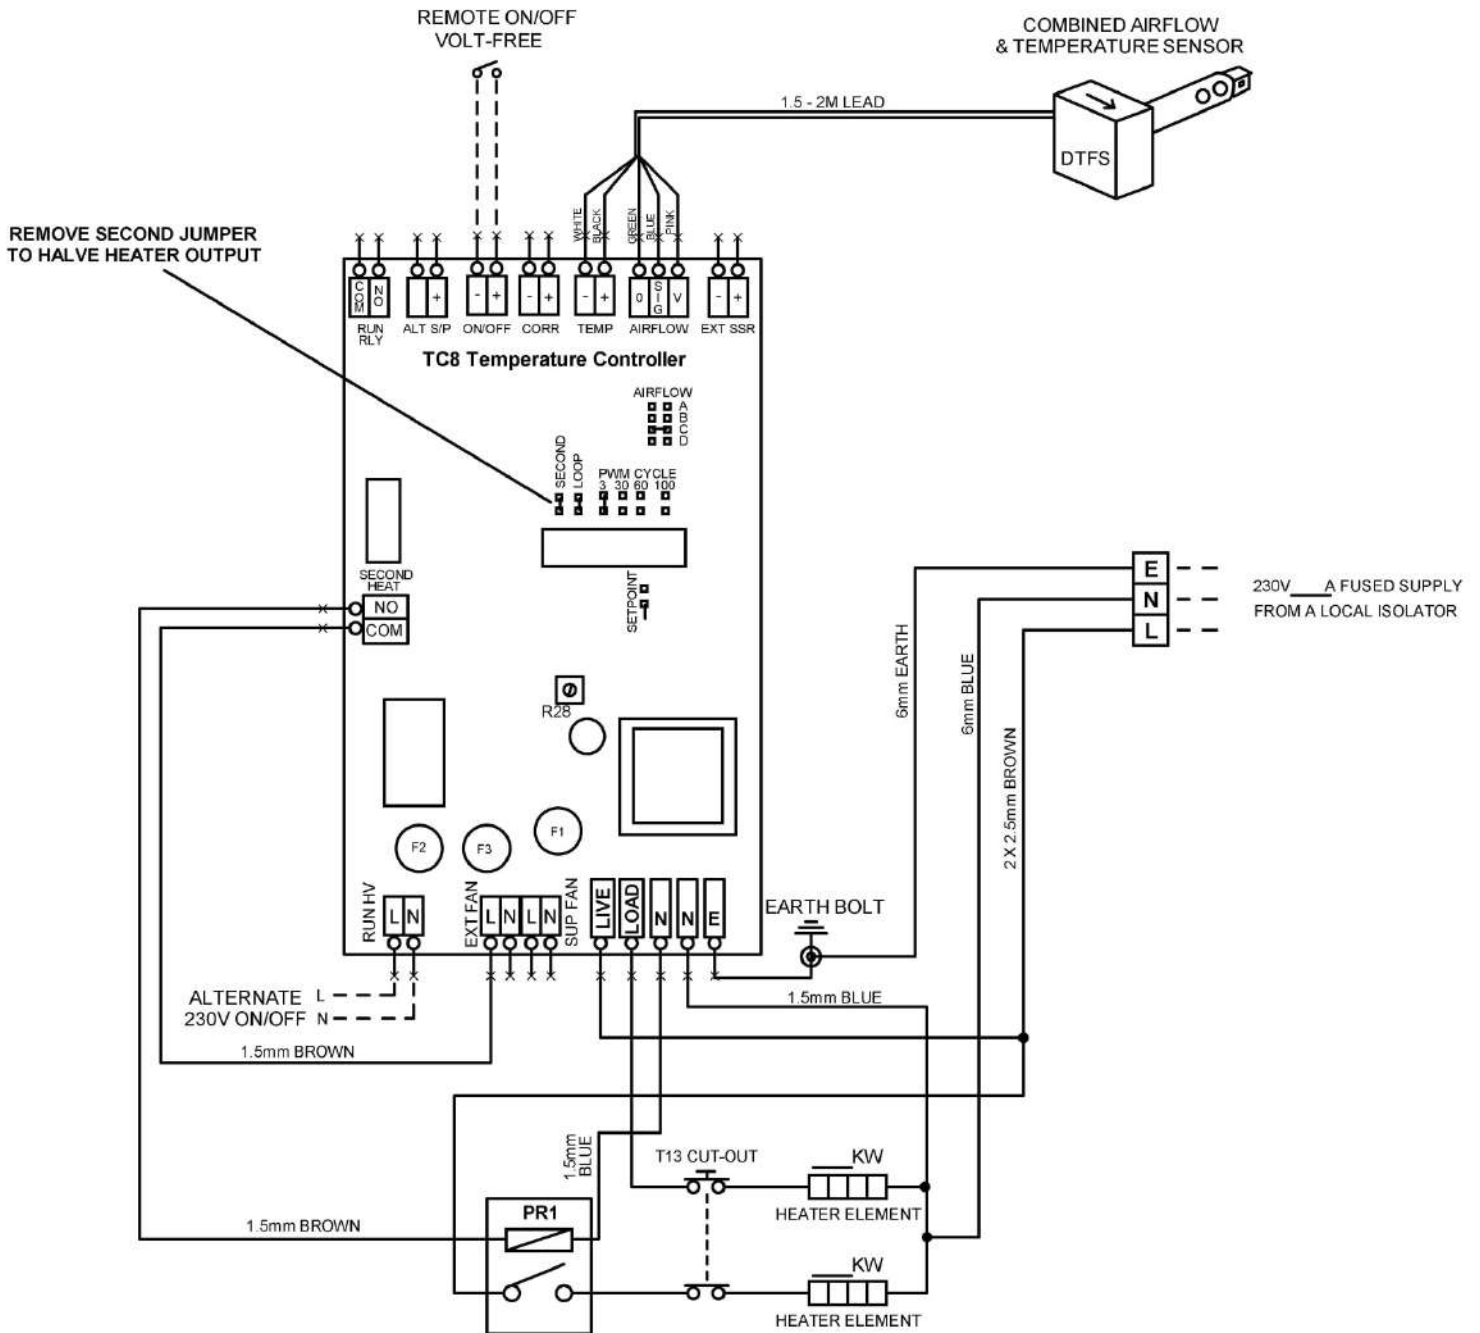 REMOTE ON/OFF
VOLT-FREE
COMBINED AIRFLOW
& TEMPERATURE SENSOR
1.5 - 2M LEAD
DTFS
REMOVE SECOND JUMPER
TO HALVE HEATER OUTPUT
WHITE
BLACK
GREEN
BLUE
PINK
COM
NO
+
-
+
-
+
-
+
0
SIG
V
-
+
RUN
RLY
ALT S/P
ON/OFF
CORR
TEMP
AIRFLOW
EXT SSR
TC8 Temperature Controller
AIRFLOW
A
B
C
D
SECOND
LOOP
PWM CYCLE
3 30 60 100
SETPOINT
SECOND
HEAT
NO
COM
E
N
L
230V ___ A FUSED SUPPLY
FROM A LOCAL ISOLATOR
6mm EARTH
6mm BLUE
2 X 2.5mm BROWN
R28
F2
F3
F1
RUN HV
L N
EXT FAN
L N L N
SUP FAN
LIVE
LOAD
N
N
E
EARTH BOLT
ALTERNATE L
230V ON/OFF N
1.5mm BLUE
1.5mm BROWN
1.5mm
BLUE
T13 CUT-OUT
KW
HEATER ELEMENT
PR1
1.5mm BROWN
KW
HEATER ELEMENT